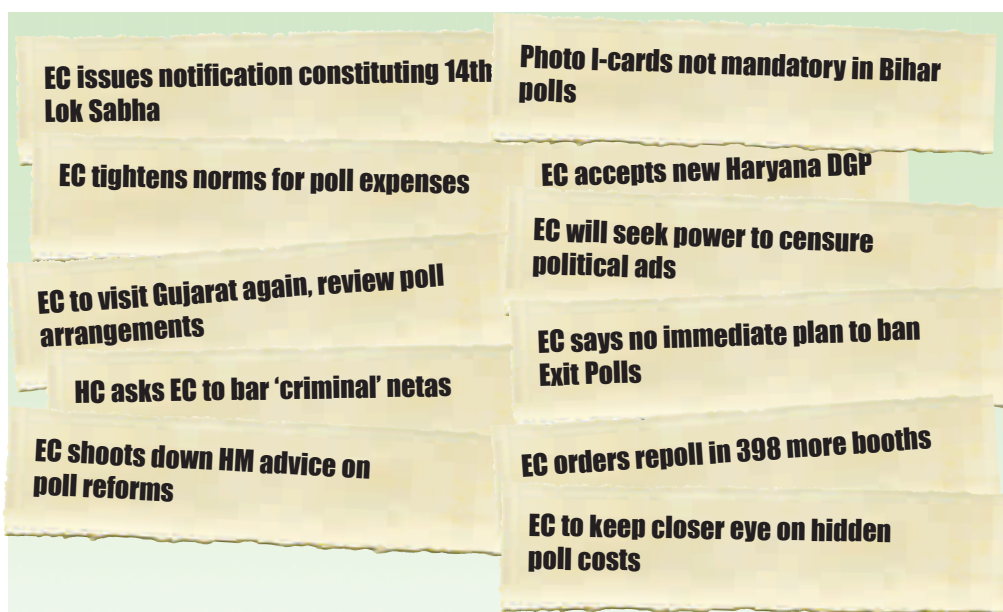 EC issues notification constituting 14th
Lok Sabha
EC tightens norms for poll expenses
EC to visit Gujarat again, review poll
arrangements
HC asks EC to bar ‘criminal’ netas
EC shoots down HM advice on
poll reforms
Photo I-cards not mandatory in Bihar
polls
EC accepts new Haryana DGP
EC will seek power to censure
political ads
EC says no immediate plan to ban
Exit Polls
EC orders repoll in 398 more booths
EC to keep closer eye on hidden
poll costs